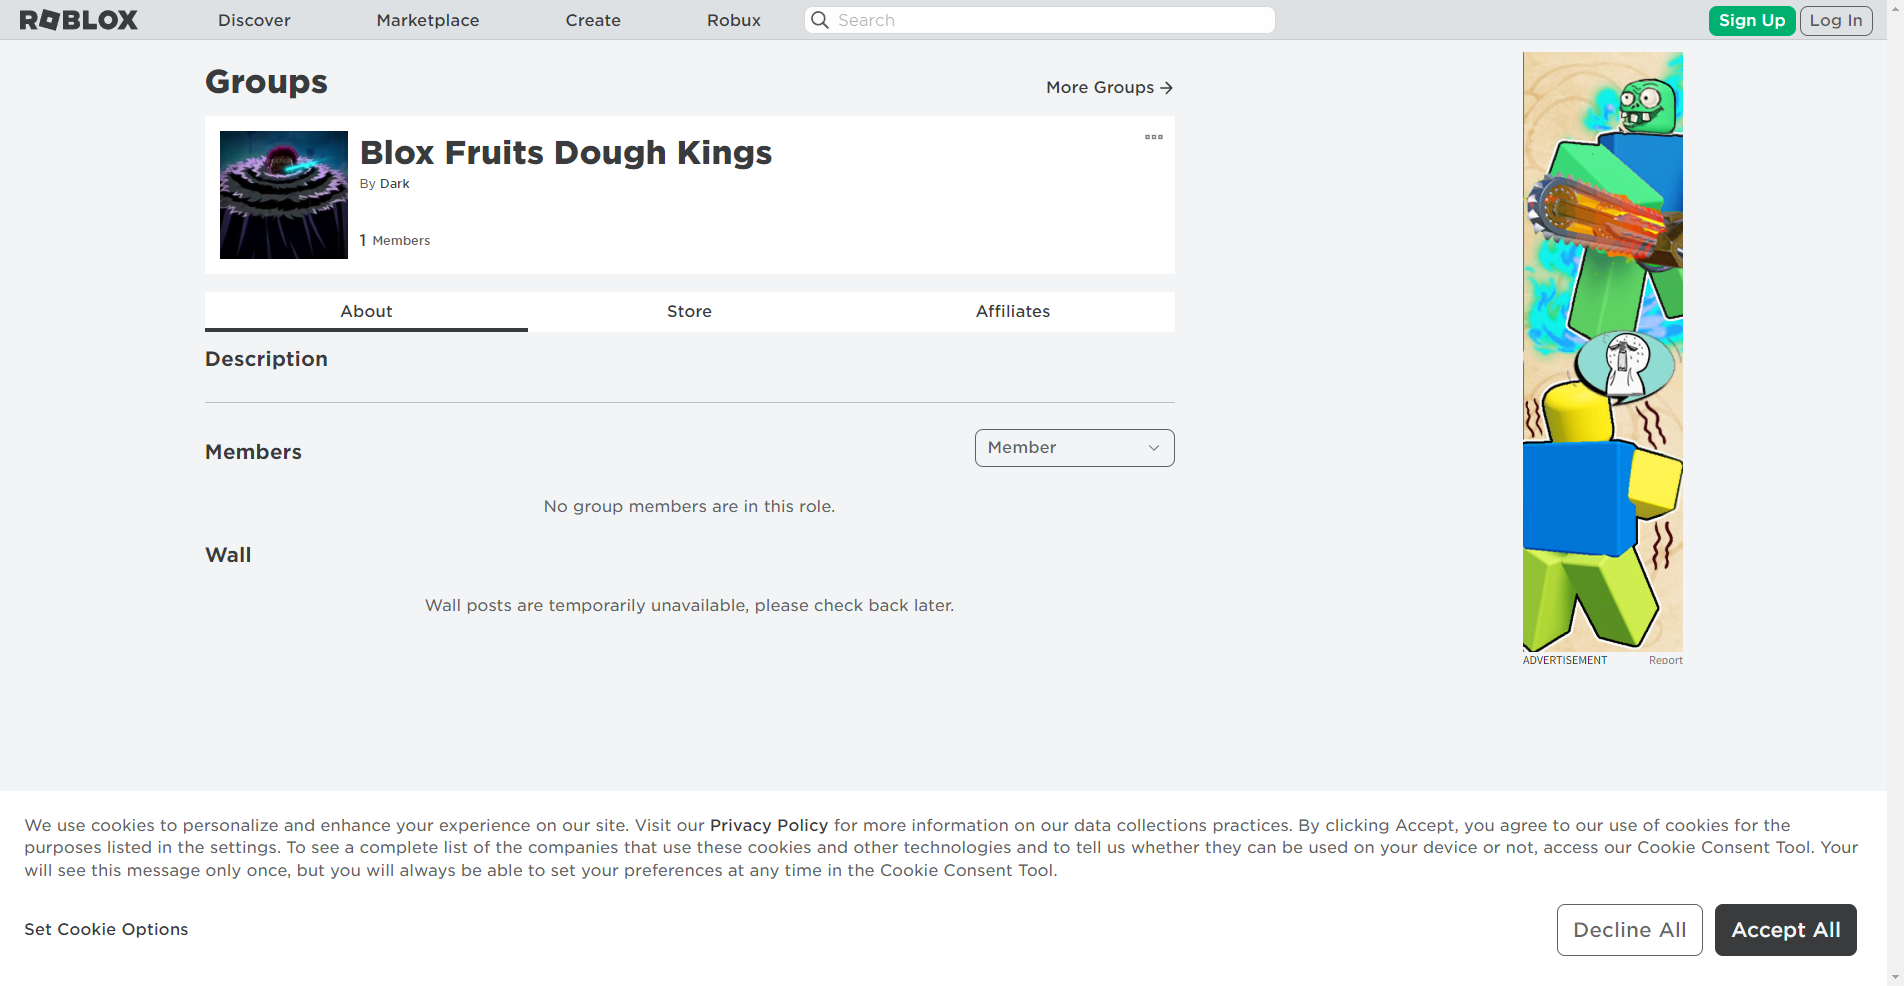 ROBLOX
Discover
Marketplace
Create
Robux
Search
Sign Up
Log In
Groups
More Groups
Blox Fruits Dough Kings
By Dark
1 Members
About
Store
Affiliates
Description
Members
Member
No group members are in this role.
Wall
Wall posts are temporarily unavailable, please check back later.
ADVERTISEMENT
Report
We use cookies to personalize and enhance your experience on our site. Visit our Privacy Policy for more information on our data collections practices. By clicking Accept, you agree to our use of cookies for the
purposes listed in the settings. To see a complete list of the companies that use these cookies and other technologies and to tell us whether they can be used on your device or not, access our Cookie Consent Tool. Your
will see this message only once, but you will always be able to set your preferences at any time in the Cookie Consent Tool.
Set Cookie Options
Decline All
Accept All